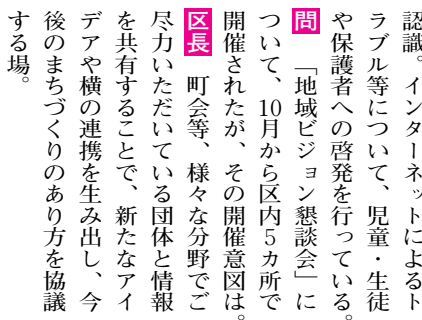 認識。インターネットによるト
ラブル等について、児童・生徒
や保護者への啓発を行っている。
問　「地域ビジョン懇談会」に
ついて、10月から区内5カ所で
開催されたが、その開催意図は。
区長　町会等、様々な分野でご
尽力いただいている団体と情報
を共有することで、新たなアイ
デアや横の連携を生み出し、今
後のまちづくりのあり方を協議
する場。